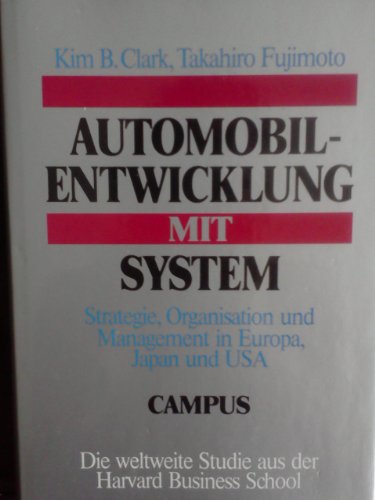 Kim B. Clark, Takahiro Fujimoto
AUTOMOBIL-
ENTWICKLUNG
MIT
SYSTEM
Strategie, Organisation und
Management in Europa,
Japan und USA
CAMPUS
Die weltweite Studie aus der
Harvard Business School